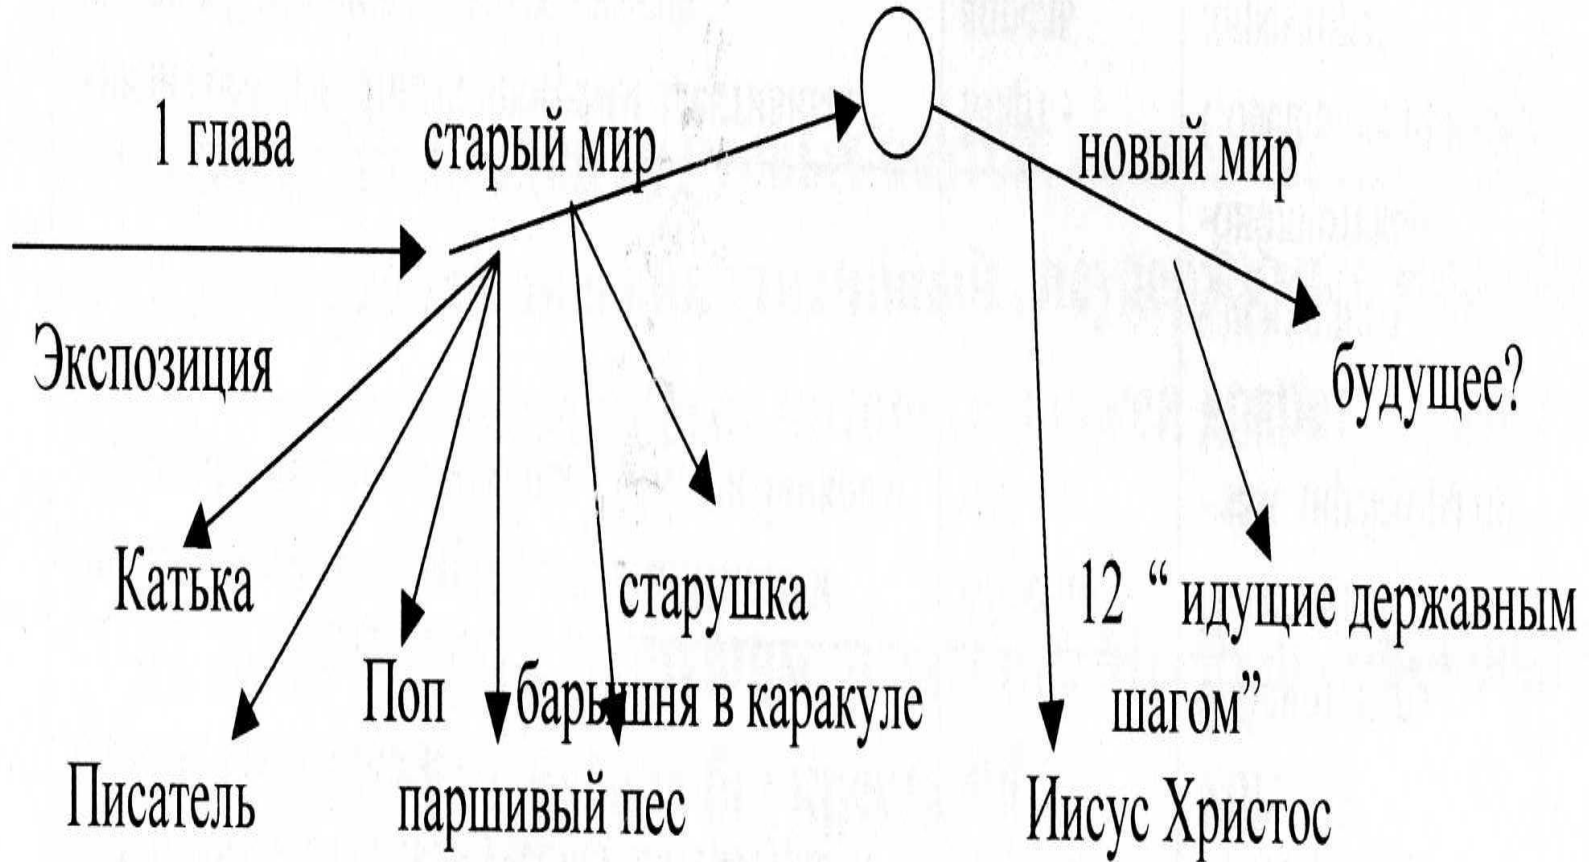 1 глава
старый мир
новый мир
Экспозиция
будущее?
Катька
старушка
12 “ идущие державным
шагом”
Поп
барышня в каракуле
Писатель
паршивый пес
Иисус Христос